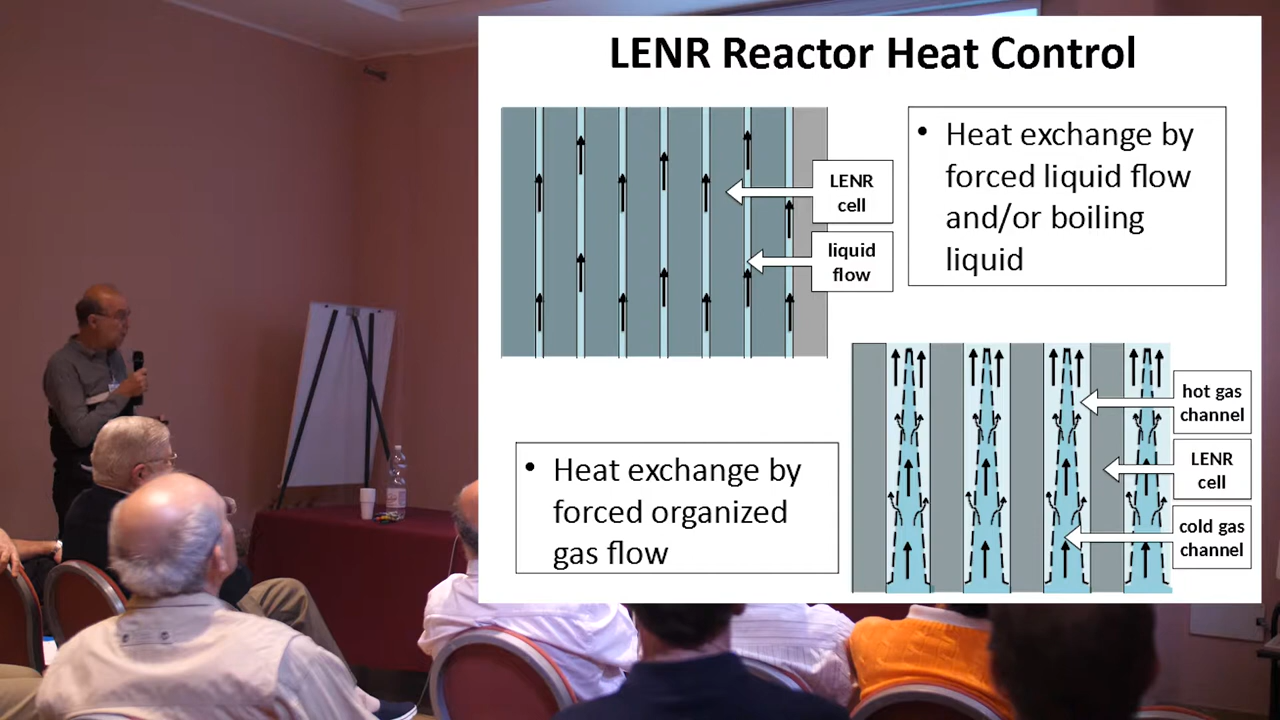 LENR Reactor Heat Control
LENR
cell
liquid
flow
• Heat exchange by
forced liquid flow
and/or boiling
liquid
• Heat exchange by
forced organized
gas flow
hot gas
channel
LENR
cell
cold gas
channel